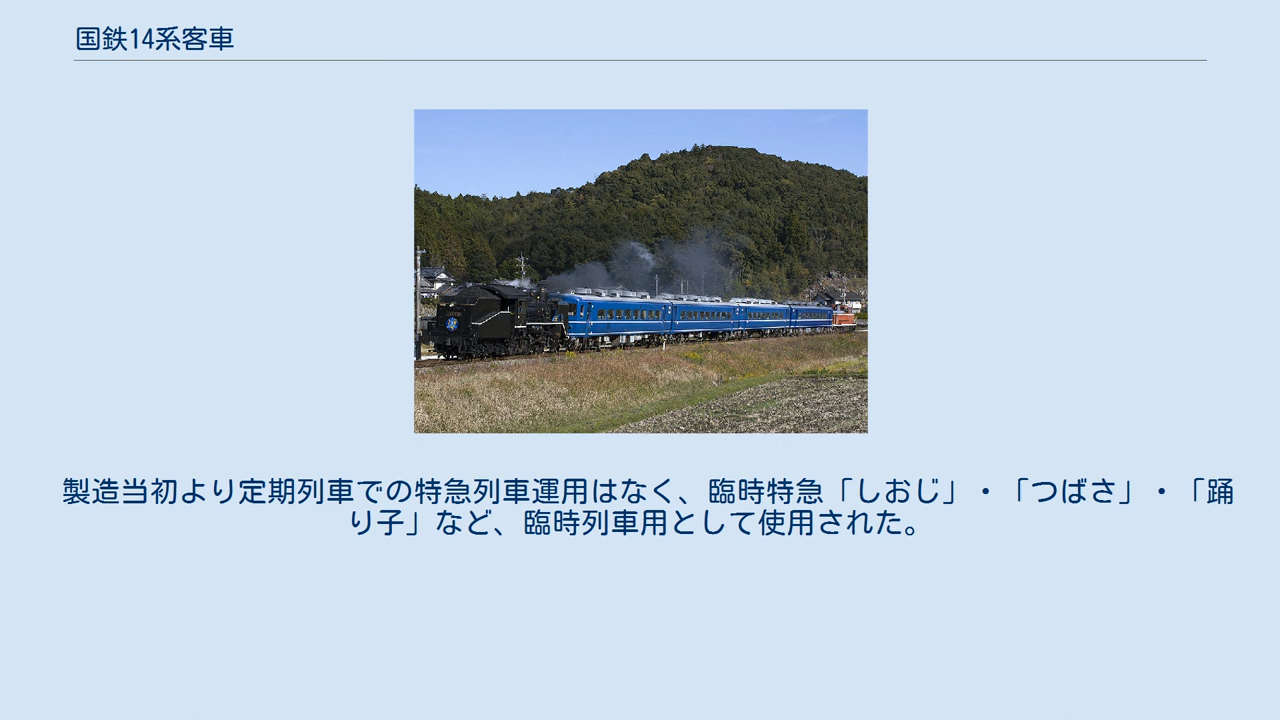 国鉄14系客車
製造当初より定期列車での特急列車運用はなく、臨時特急「しおじ」・「つばさ」・「踊
り子」など、臨時列車用として使用された。